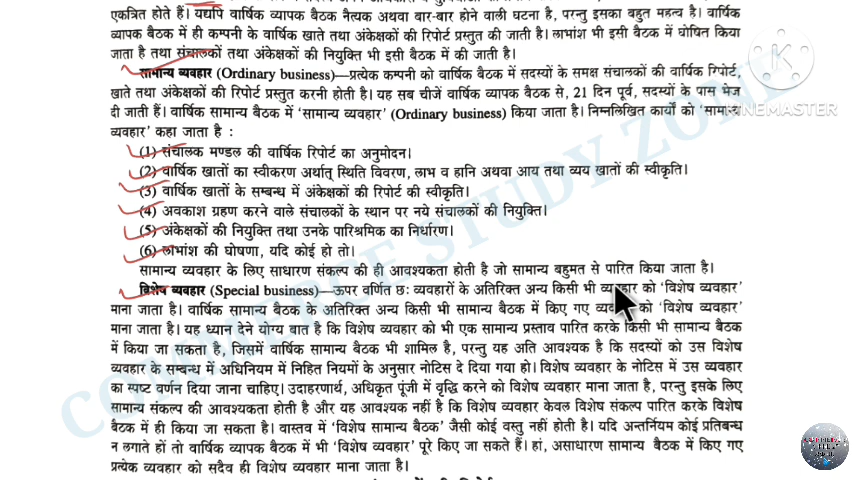 एकत्रित होते हैं। यद्यपि वार्षिक व्यापक बैठक नैत्यक अथवा बार-बार होने वाली घटना है, परन्तु इसका बहुत महत्व है। वार्षिक
व्यापक बैठक में ही कम्पनी के वार्षिक खाते तथा अंकेक्षकों की रिपोर्ट प्रस्तुत की जाती है। लाभांश भी इसी बैठक में घोषित किया
जाता है तथा संचालकों तथा अंकेक्षकों की नियुक्ति भी इसी बैठक में की जाती है।
सामान्य व्यवहार (Ordinary business)—प्रत्येक कम्पनी को वार्षिक बैठक में सदस्यों के समक्ष संचालकों की वार्षिक रिपोर्ट,
खाते तथा अंकेक्षकों की रिपोर्ट प्रस्तुत करनी होती है। यह सब चीजें वार्षिक व्यापक बैठक से, 21 दिन पूर्व, सदस्यों के पास भेज
दी जाती हैं। वार्षिक सामान्य बैठक में 'सामान्य व्यवहार' (Ordinary business) किया जाता है। निम्नलिखित कार्यों को 'सामान्य
व्यवहार' कहा जाता है :
(1) संचालक मण्डल की वार्षिक रिपोर्ट का अनुमोदन।
(2) वार्षिक खातों का स्वीकरण अर्थात् स्थिति विवरण, लाभ व हानि अथवा आय तथा व्यय खातों की स्वीकृति।
(3) वार्षिक खातों के सम्बन्ध में अंकेक्षकों की रिपोर्ट की स्वीकृति।
(4) अवकाश ग्रहण करने वाले संचालकों के स्थान पर नये संचालकों की नियुक्ति।
(5) अंकेक्षकों की नियुक्ति तथा उनके पारिश्रमिक का निर्धारण।
(6) लाभांश की घोषणा, यदि कोई हो तो।
सामान्य व्यवहार के लिए साधारण संकल्प की ही आवश्यकता होती है जो सामान्य बहुमत से पारित किया जाता है।
विशेष व्यवहार (Special business)—ऊपर वर्णित छः व्यवहारों के अतिरिक्त अन्य किसी भी व्यवहार को 'विशेष व्यवहार'
माना जाता है। वार्षिक सामान्य बैठक के अतिरिक्त अन्य किसी भी सामान्य बैठक में किए गए को 'विशेष व्यवहार'
माना जाता है। यह ध्यान देने योग्य बात है कि विशेष व्यवहार को भी एक सामान्य प्रस्ताव पारित करके किसी भी सामान्य बैठक
में किया जा सकता है, जिसमें वार्षिक सामान्य बैठक भी शामिल है, परन्तु यह अति आवश्यक है कि सदस्यों को उस विशेष
व्यवहार के सम्बन्ध में अधिनियम में निहित नियमों के अनुसार नोटिस दे दिया गया हो। विशेष व्यवहार के नोटिस में उस व्यवहार
का स्पष्ट वर्णन दिया जाना चाहिए। उदाहरणार्थ, अधिकृत पूंजी में वृद्धि करने को विशेष व्यवहार माना जाता है, परन्तु इसके लिए
सामान्य संकल्प की आवश्यकता होती है और यह आवश्यक नहीं है कि विशेष व्यवहार केवल विशेष संकल्प पारित करके विशेष
बैठक में ही किया जा सकता है। वास्तव में 'विशेष सामान्य बैठक' जैसी कोई वस्तु नहीं होती है। यदि अन्तर्नियम कोई प्रतिबन्ध
न लगाते हों तो वार्षिक व्यापक बैठक में भी 'विशेष व्यवहार' पूरे किए जा सकते हैं। हां, असाधारण सामान्य बैठक में किए गए
प्रत्येक व्यवहार को सदैव ही विशेष व्यवहार माना जाता है।
COMMERCE STUDY ZONE
KINEMASTER